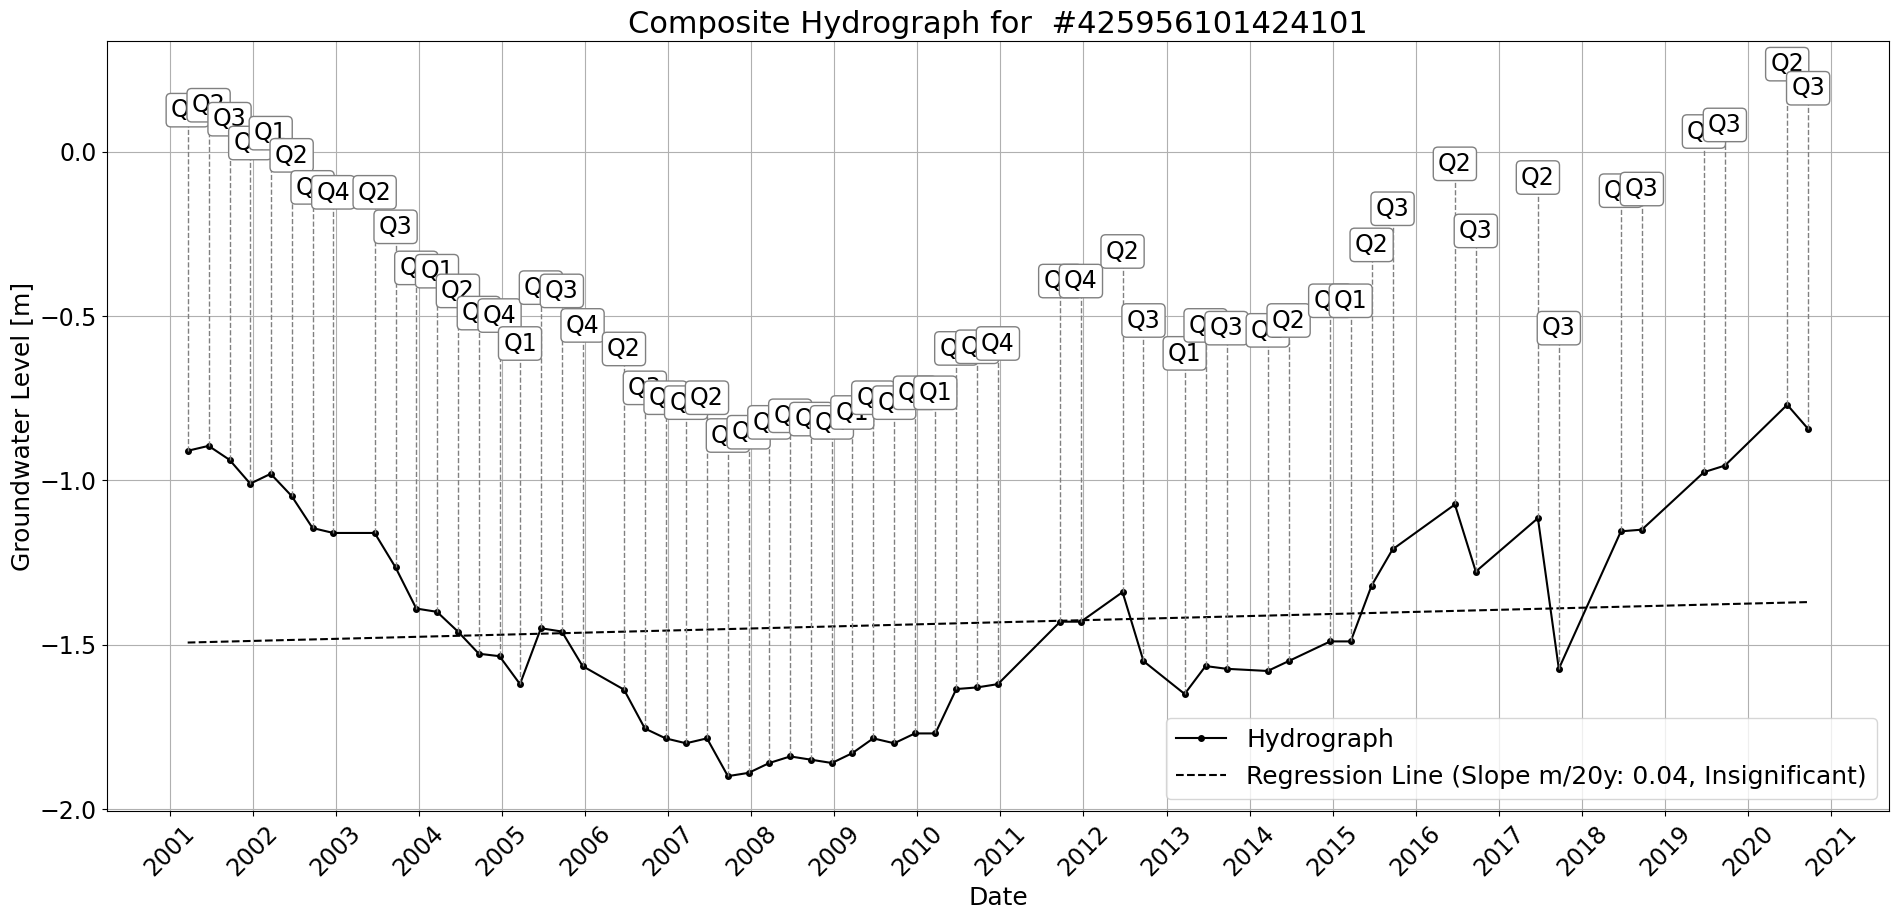 Composite Hydrograph for  #425956101424101
Groundwater Level [m]
0.0
−0.5
−1.0
−1.5
−2.0
Q3
Q1
Q2
Q4
Q2
Q3
Q1
Q2
Q4
Q1
Q3
Q4
Q2
Q2
Q1
Q4
Q4
Q2
Q3
Q1
Q3
Q2
Q1
Q2
Q3
Q2
Q3
Q2
Q3
Q3
Q3
Q2
Q3
Hydrograph
Regression Line (Slope m/20y: 0.04, Insignificant)
2001
2002
2003
2004
2005
2006
2007
2008
2009
2010
2011
2012
2013
2014
2015
2016
2017
2018
2019
2020
2021
Date